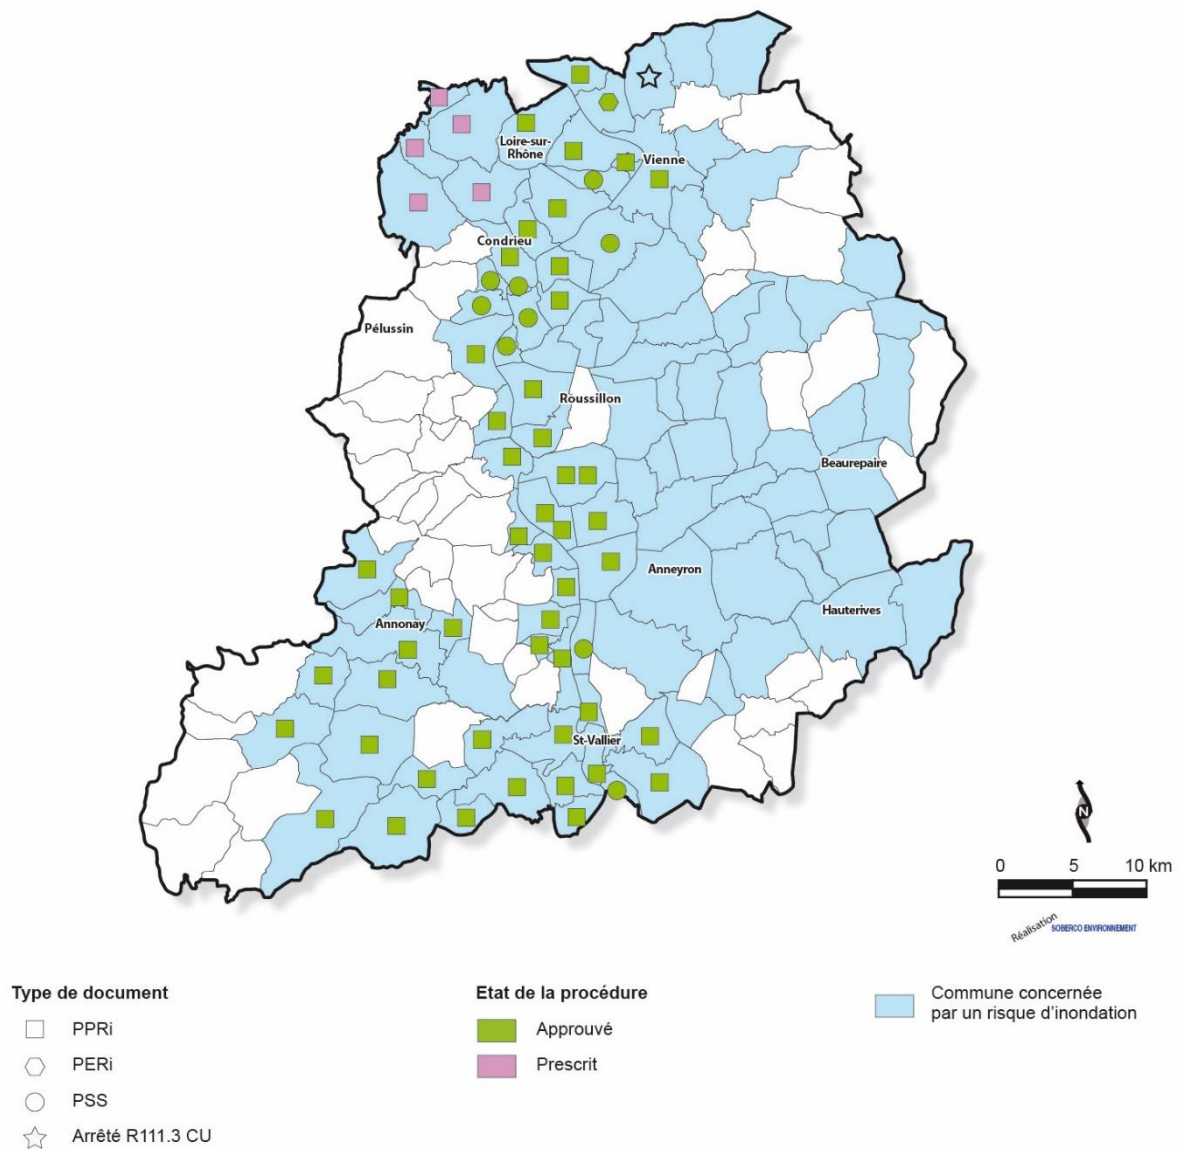 Loire-sur-
Rhône
Vienne
Condrieu
Pélussin
Roussillon
Beaurepaire
Anneyron
Hauterives
Annonay
St-Vallier
N
0 5 10 km
Réalisation
SOBERCO ENVIRONNEMENT
Type de document
PPRi
PERi
PSS
Arrêté R111.3 CU
Etat de la procédure
Approuvé
Prescrit
Commune concernée
par un risque d'inondation